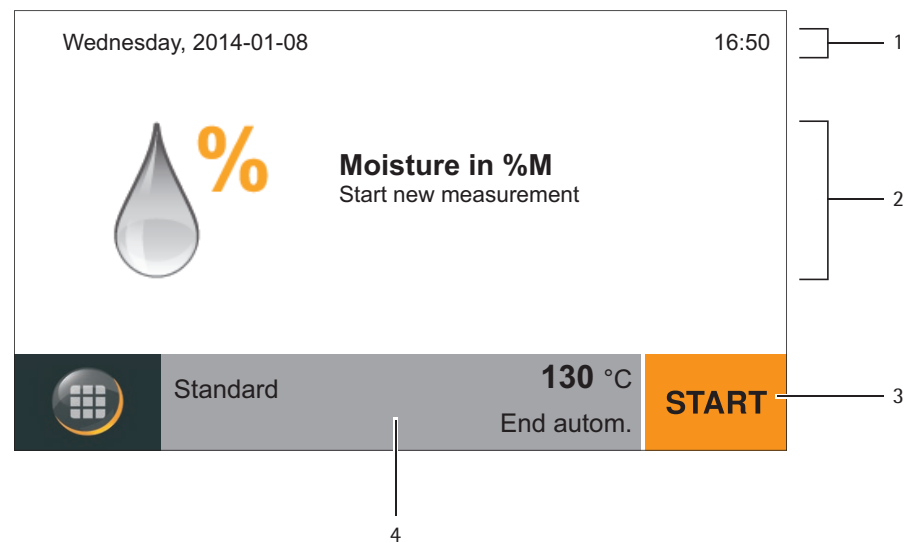 Wednesday, 2014-01-08 16:50
1
%
Moisture in %M
Start new measurement
2
Standard 130 °C
End autom.
START
3
4